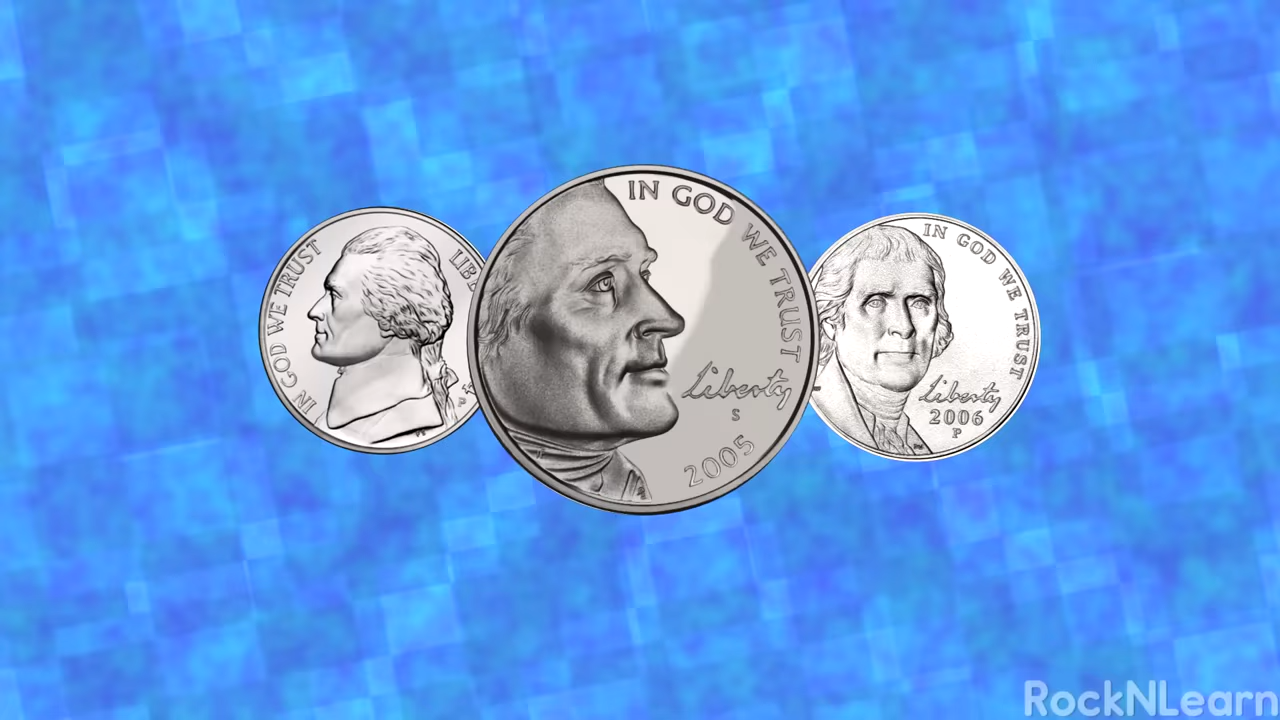 IN GOD WE TRUST
IN GOD WE TRUST
Liberty
S
2005
IN GOD WE TRUST
Liberty
2006
P
RockNLearn